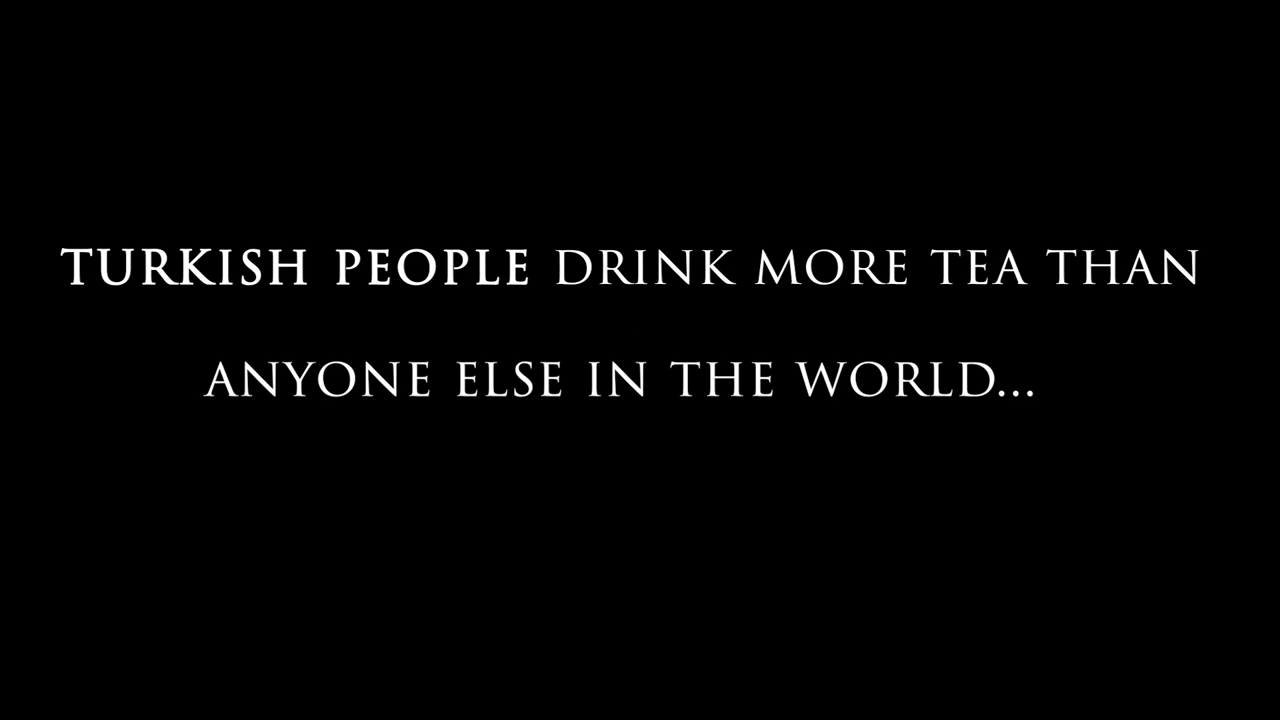 TURKISH PEOPLE DRINK MORE TEA THAN
ANYONE ELSE IN THE WORLD...